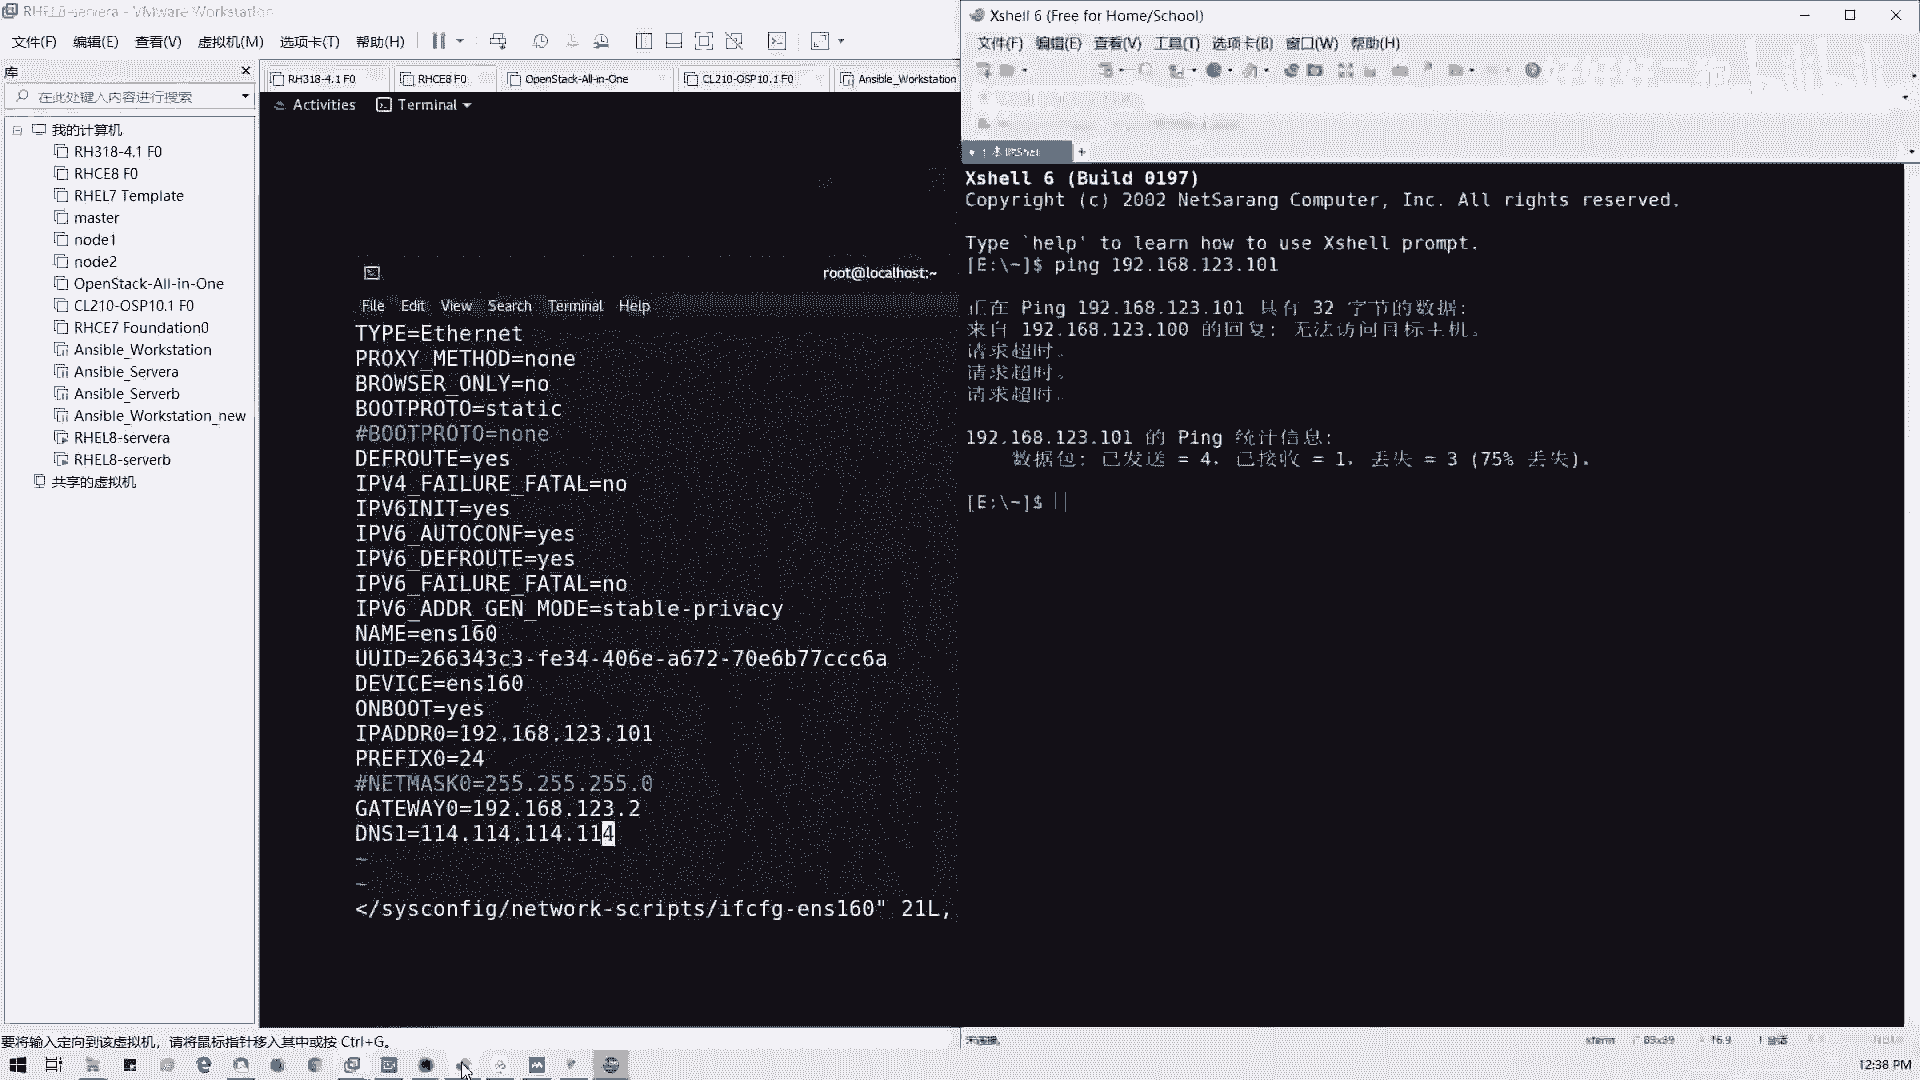 RHEL8-servera - VMware Workstation
文件(F) 编辑(E) 查看(V) 虚拟机(M) 选项卡(T) 帮助(H)
库
在此处键入内容进行搜索
我的计算机
RH318-4.1 F0
RHCE8 F0
RHEL7 Template
master
node1
node2
OpenStack-All-in-One
CL210-OSP10.1 F0
RHCE7 Foundation0
Ansible_Workstation
Ansible_Servera
Ansible_Serverb
Ansible_Workstation_new
RHEL8-servera
RHEL8-serverb
共享的虚拟机
RH318-4.1 F0 RHCE8 F0 OpenStack-All-in-One CL210-OSP10.1 F0 Ansible_Workstation
Activities Terminal
root@localhost:~
File Edit View Search Terminal Help
TYPE=Ethernet
PROXY_METHOD=none
BROWSER_ONLY=no
BOOTPROTO=static
#BOOTPROTO=none
DEFROUTE=yes
IPV4_FAILURE_FATAL=no
IPV6INIT=yes
IPV6_AUTOCONF=yes
IPV6_DEFROUTE=yes
IPV6_FAILURE_FATAL=no
IPV6_ADDR_GEN_MODE=stable-privacy
NAME=ens160
UUID=266343c3-fe34-406e-a672-70e6b77ccc6a
DEVICE=ens160
ONBOOT=yes
IPADDR0=192.168.123.101
PREFIX0=24
#NETMASK0=255.255.255.0
GATEWAY0=192.168.123.2
DNS1=114.114.114.114
~
~
</sysconfig/network-scripts/ifcfg-ens160" 21L,
要将输入定向到该虚拟机，请将鼠标指针移入其中或按 Ctrl+G。
Xshell 6 (Free for Home/School)
文件(F) 编辑(E) 查看(V) 工具(T) 选项卡(B) 窗口(W) 帮助(H)
Xshell 6 (Build 0197)
Copyright (c) 2002 NetSarang Computer, Inc. All rights reserved.
Type `help' to learn how to use Xshell prompt.
[E:\~]$ ping 192.168.123.101
正在 Ping 192.168.123.101 具有 32 字节的数据:
来自 192.168.123.100 的回复: 无法访问目标主机。
请求超时。
请求超时。
请求超时。
192.168.123.101 的 Ping 统计信息:
数据包: 已发送 = 4，已接收 = 1，丢失 = 3 (75% 丢失)，
[E:\~]$
未连接。
xterm
12:38 PM